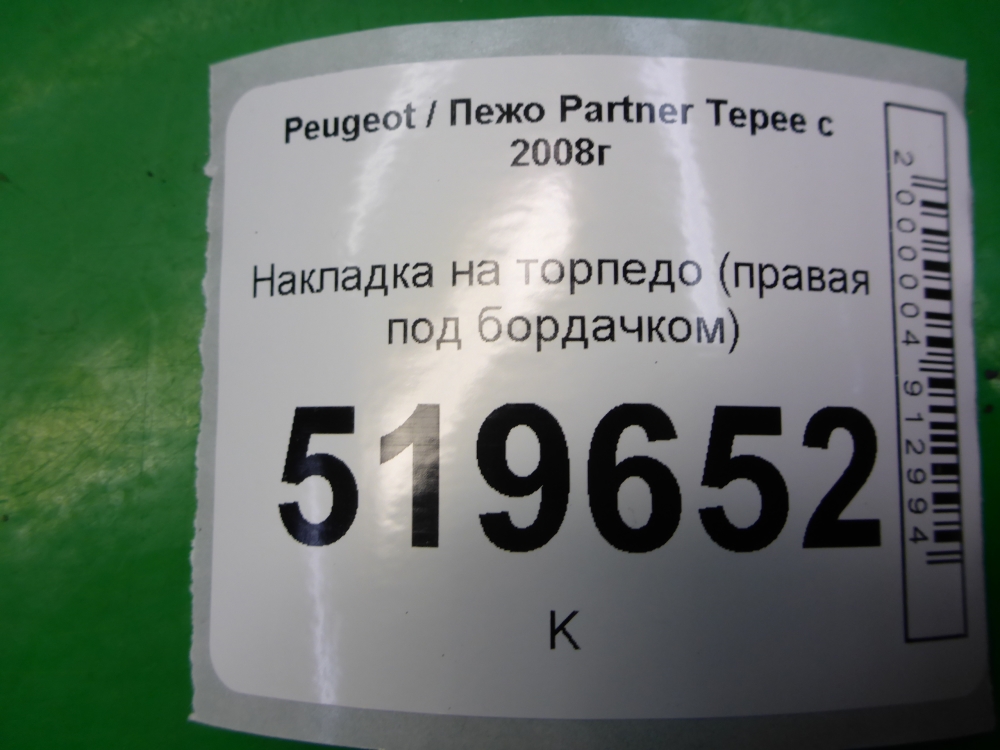 Peugeot / Пежо Partner Tepee с
2008г
Накладка на торпедо (правая
под бордачком)
519652
К
2000004912994